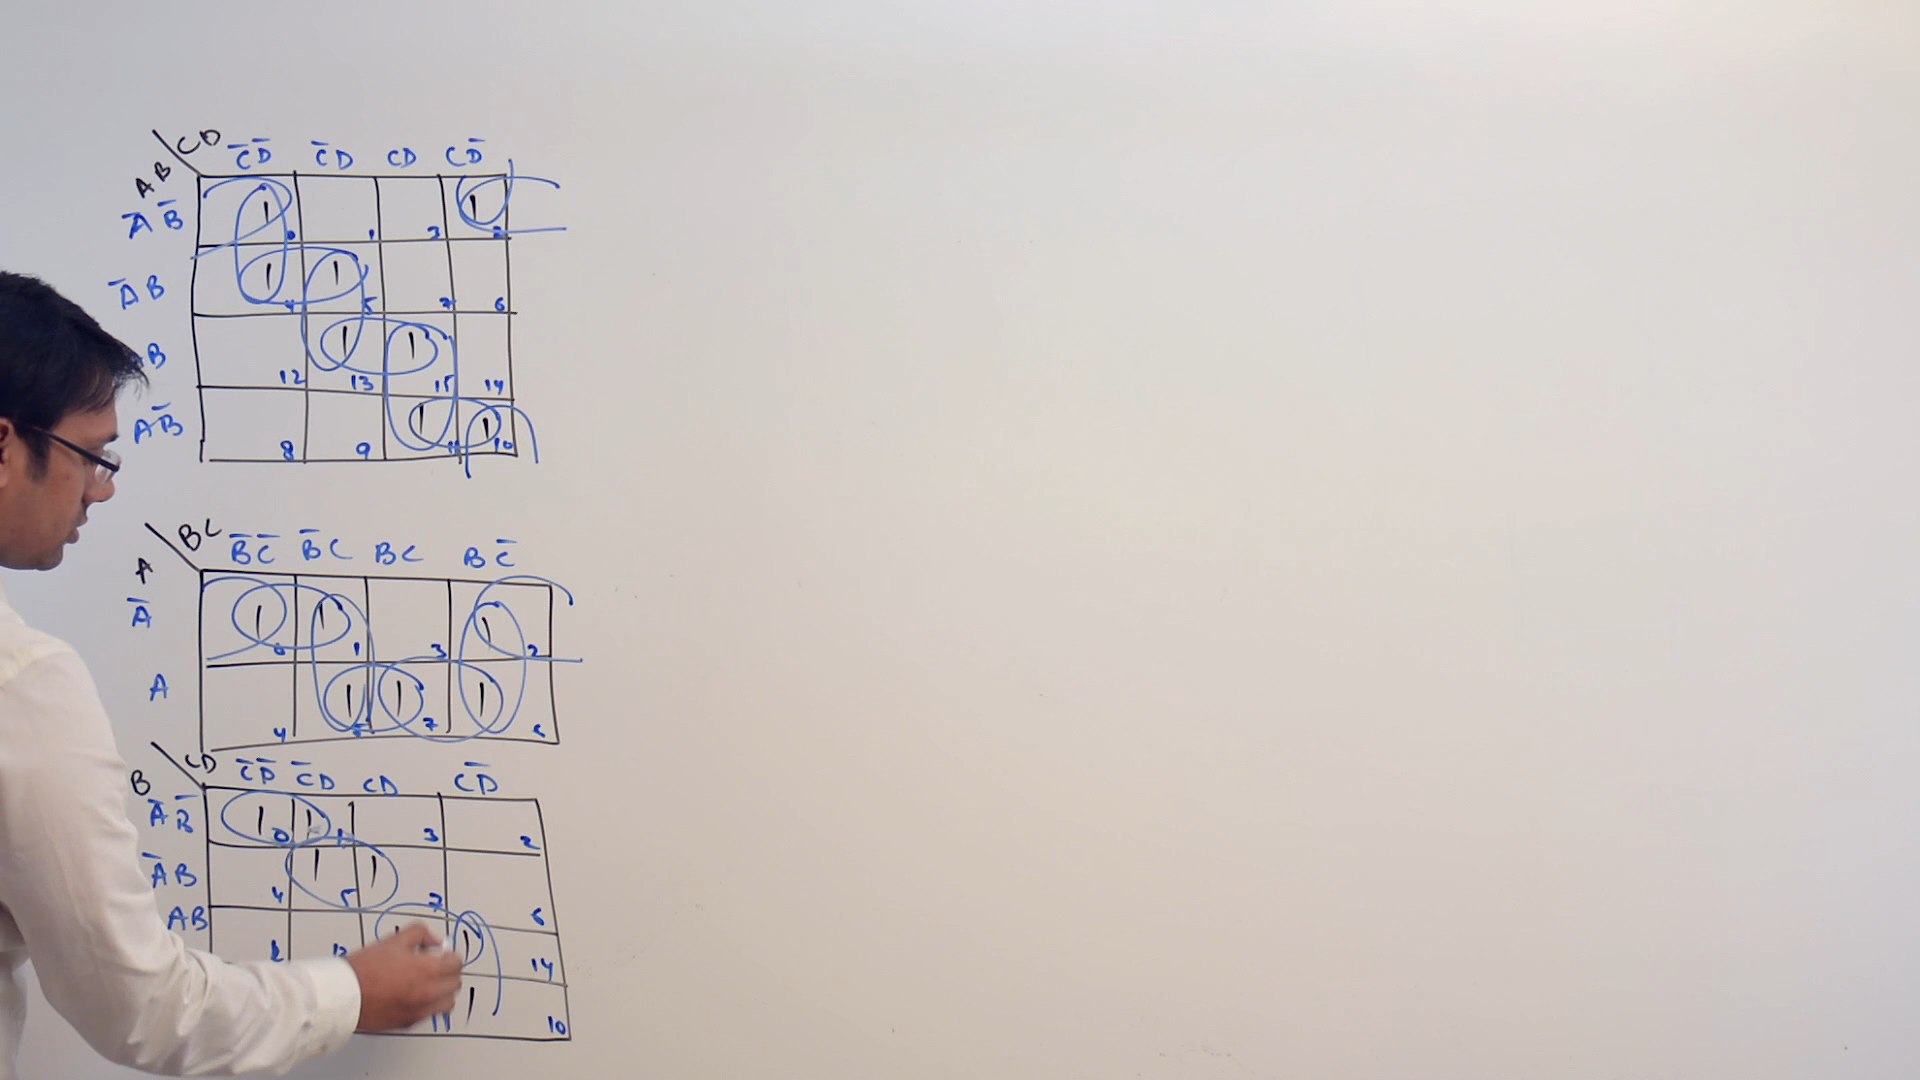 CD
C̅D̅ C̅D CD CD̅
AB
A̅B̅ 1 0 1 3 1 2
A̅B 1 4 1 5 7 6
B 12 1 13 1 15 14
AB̅ 8 9 1 11 1 10
BC
B̅C̅ B̅C BC BC̅
A
A̅ 1 0 1 1 3 1 2
A 4 1 5 1 7 1 6
CD
C̅D̅ C̅D CD CD̅
B
A̅B̅ 1 0 1 1 3 2
A̅B 4 1 5 1 7 6
AB 1 14
1 11 10